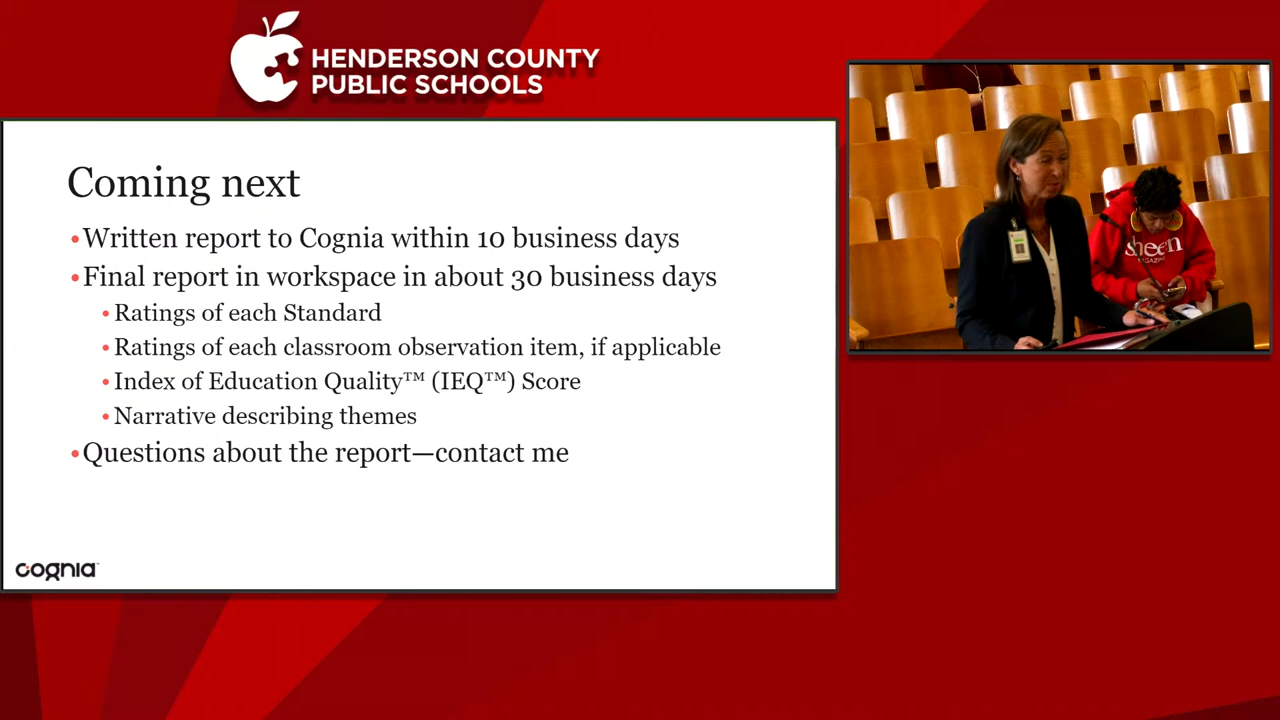 HENDERSON COUNTY
PUBLIC SCHOOLS
Coming next
•Written report to Cognia within 10 business days
•Final report in workspace in about 30 business days
•Ratings of each Standard
•Ratings of each classroom observation item, if applicable
•Index of Education Quality™ (IEQ™) Score
•Narrative describing themes
•Questions about the report—contact me
cognia
sheen
MAGAZINE